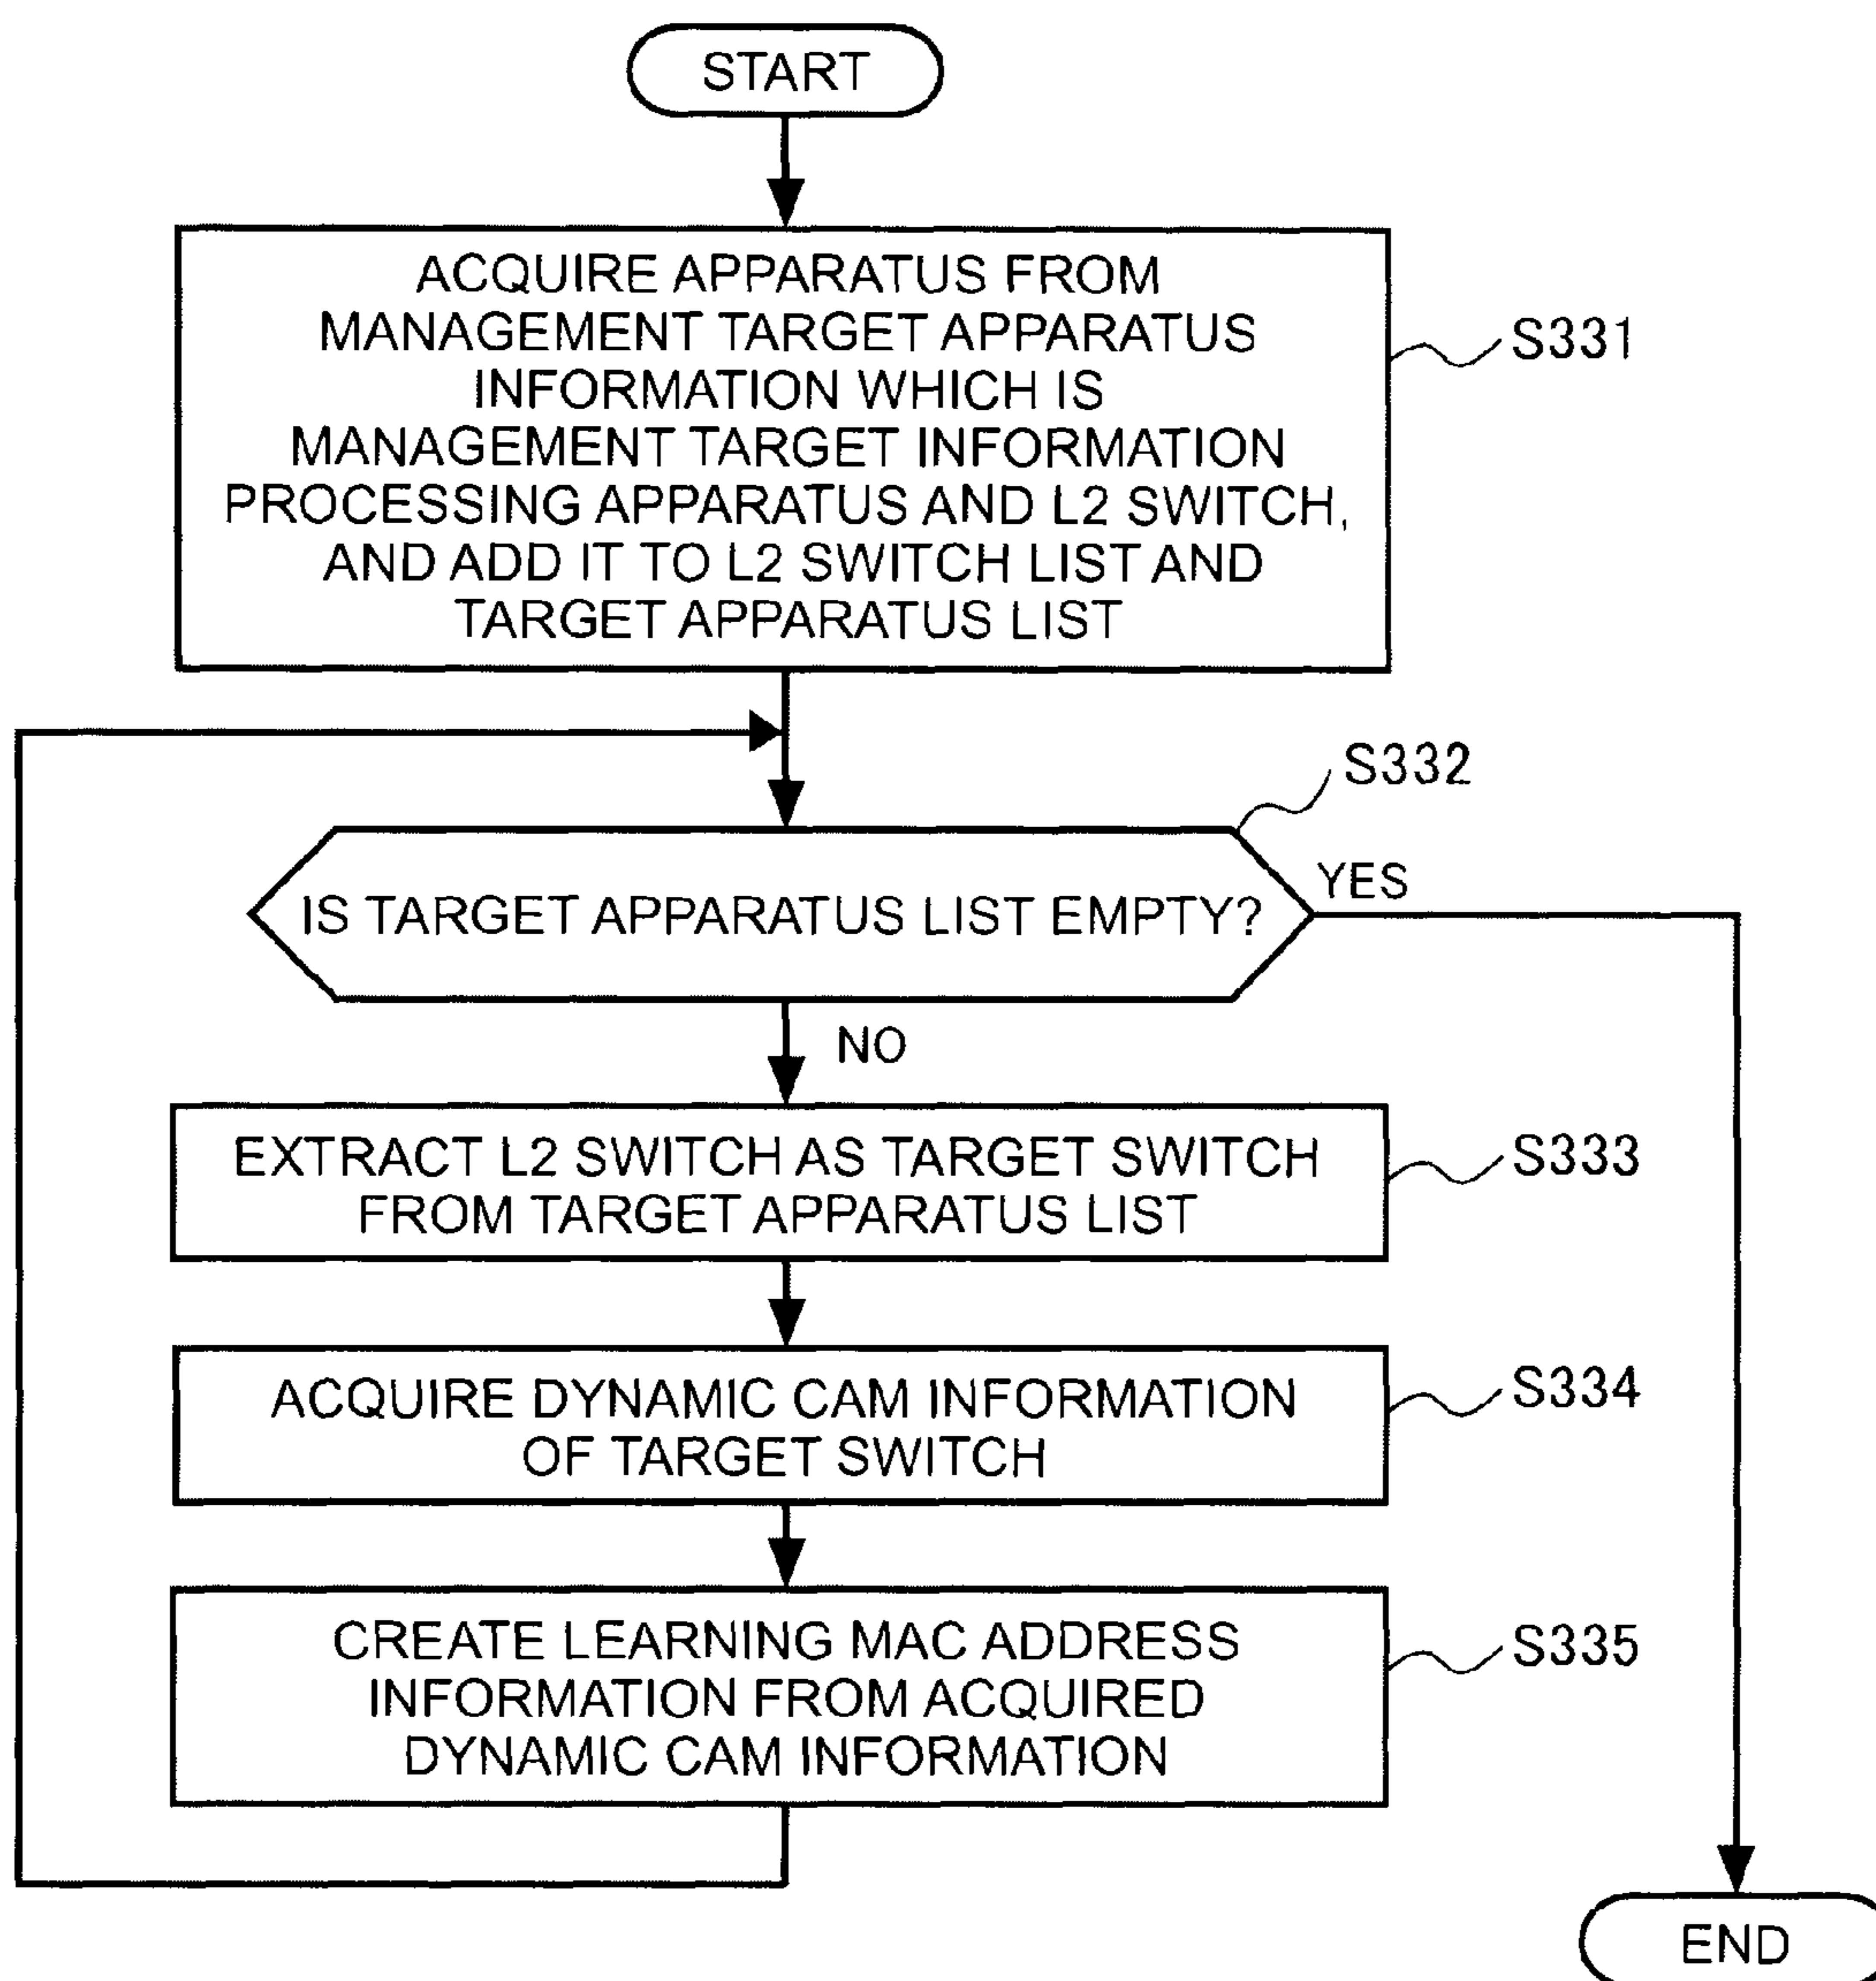 START
ACQUIRE APPARATUS FROM
MANAGEMENT TARGET APPARATUS
INFORMATION WHICH IS
MANAGEMENT TARGET INFORMATION
PROCESSING APPARATUS AND L2 SWITCH,
AND ADD IT TO L2 SWITCH LIST AND
TARGET APPARATUS LIST
S331
S332
IS TARGET APPARATUS LIST EMPTY?
YES
NO
EXTRACT L2 SWITCH AS TARGET SWITCH
FROM TARGET APPARATUS LIST
S333
ACQUIRE DYNAMIC CAM INFORMATION
OF TARGET SWITCH
S334
CREATE LEARNING MAC ADDRESS
INFORMATION FROM ACQUIRED
DYNAMIC CAM INFORMATION
S335
END